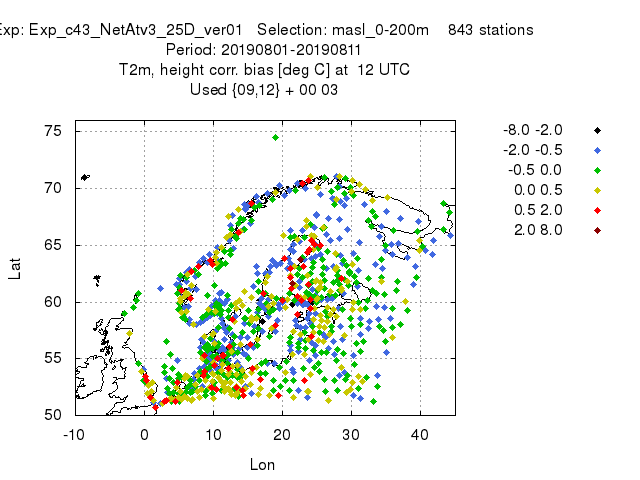 Exp: Exp_c43_NetAtv3_25D_ver01 Selection: masl_0-200m 843 stations
Period: 20190801-20190811
T2m, height corr. bias [deg C] at 12 UTC
Used {09,12} + 00 03
75
70
65
60
55
50
-10 0 10 20 30 40
Lat
Lon
-8.0 -2.0
-2.0 -0.5
-0.5 0.0
0.0 0.5
0.5 2.0
2.0 8.0